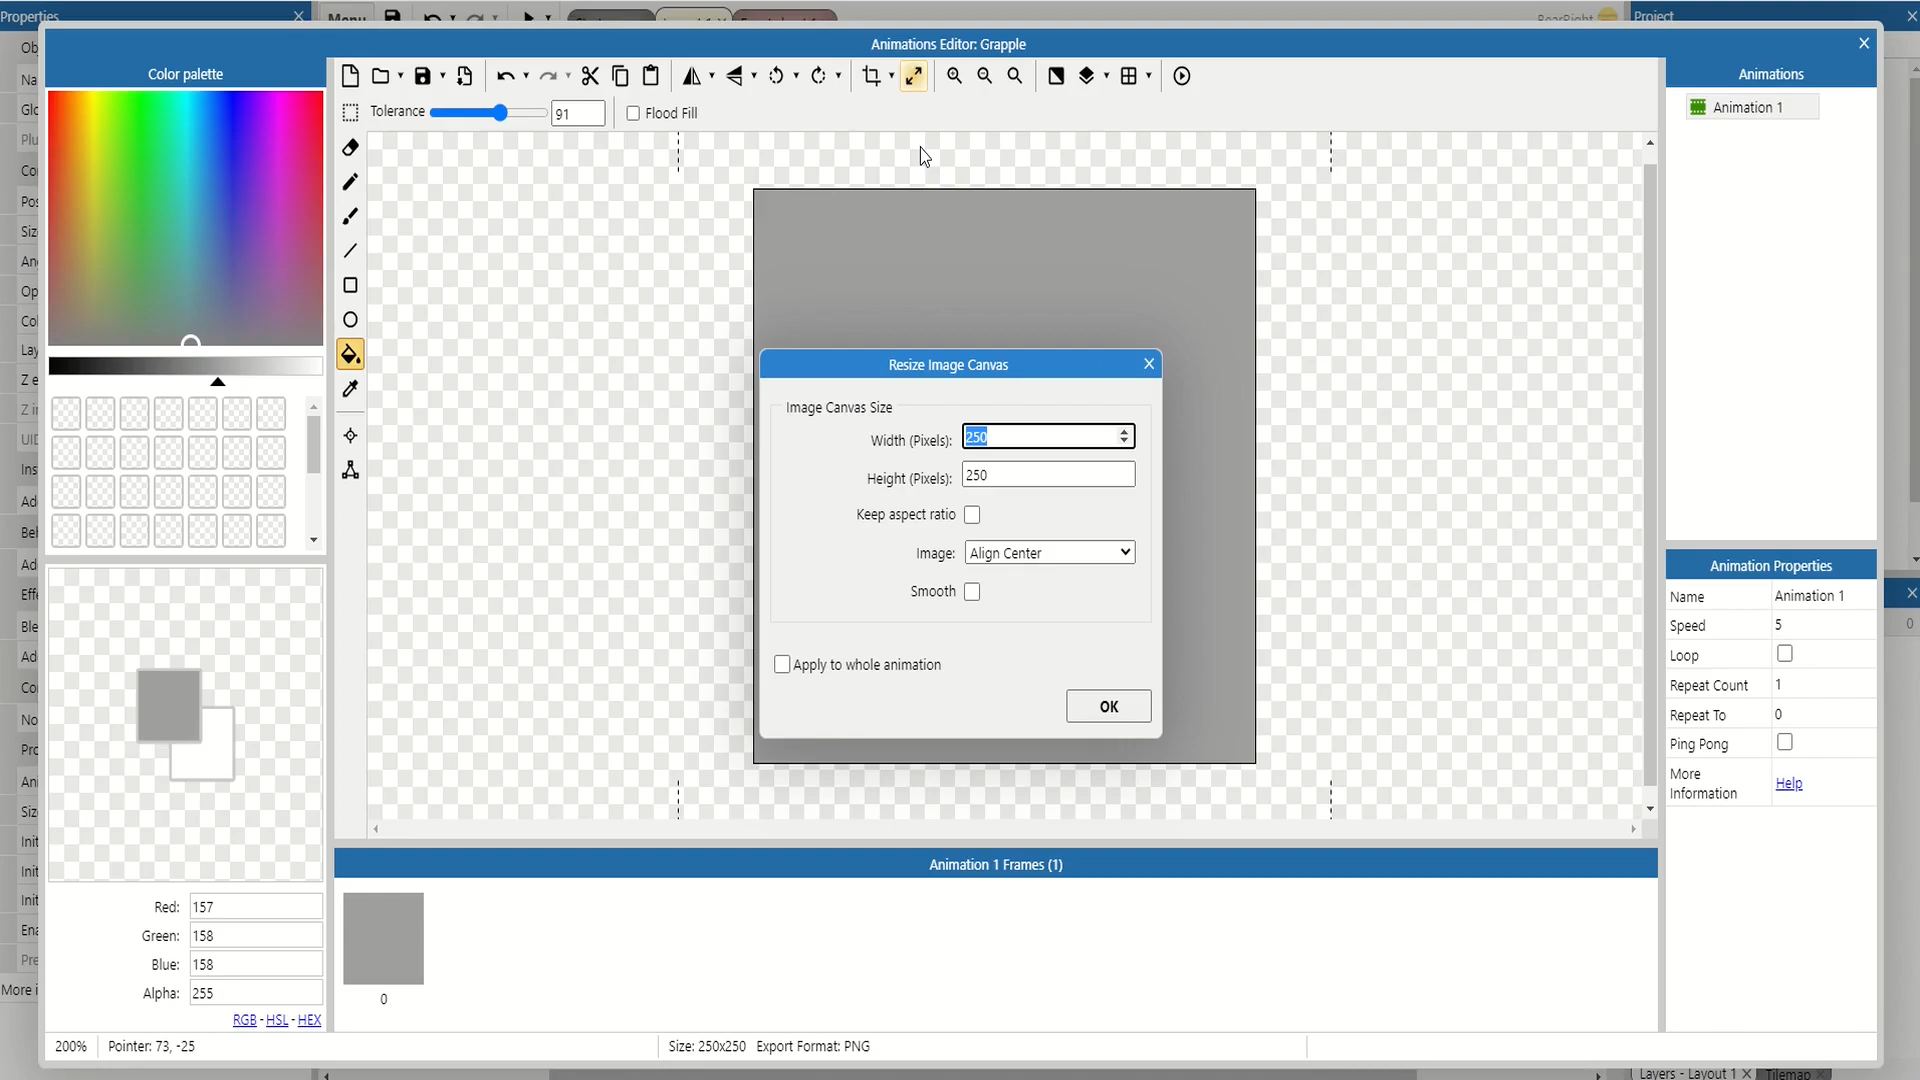 Properties
Menu
Project
Animations Editor: Grapple
Color palette
Animations
Tolerance 91 Flood Fill
Animation 1
Resize Image Canvas
Image Canvas Size
Width (Pixels): 250
Height (Pixels): 250
Keep aspect ratio
Image: Align Center
Smooth
Apply to whole animation
OK
Animation Properties
Name Animation 1
Speed 5
Loop
Repeat Count 1
Repeat To 0
Ping Pong
More Information Help
Animation 1 Frames (1)
0
Red: 157
Green: 158
Blue: 158
Alpha: 255
RGB - HSL - HEX
200% Pointer: 73, -25 Size: 250x250 Export Format: PNG
More i
0
Layers - Layout 1 Tilemap